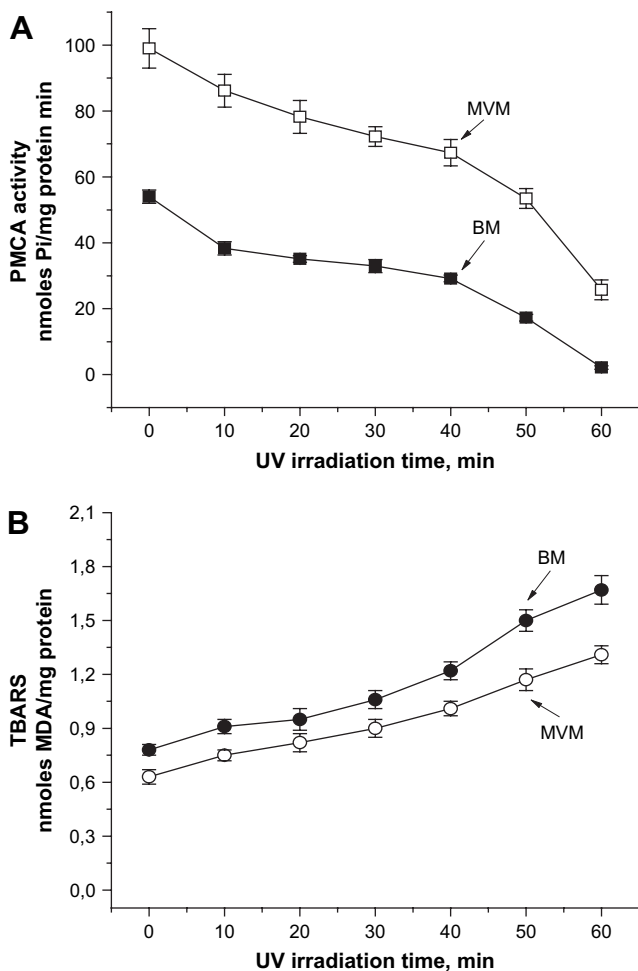 A
PMCA activity
nmoles Pi/mg protein min
100
80
60
40
20
0
MVM
BM
0 10 20 30 40 50 60
UV irradiation time, min
B
TBARS
nmoles MDA/mg protein
2,1
1,8
1,5
1,2
0,9
0,6
0,3
0,0
BM
MVM
0 10 20 30 40 50 60
UV irradiation time, min